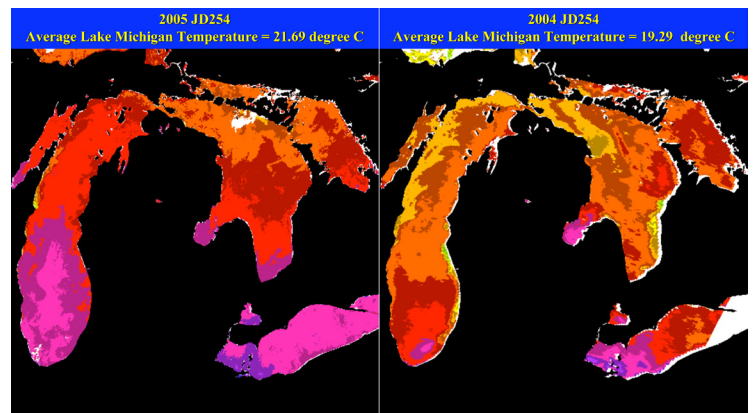 2005 JD254
Average Lake Michigan Temperature = 21.69 degree C
2004 JD254
Average Lake Michigan Temperature = 19.29 degree C